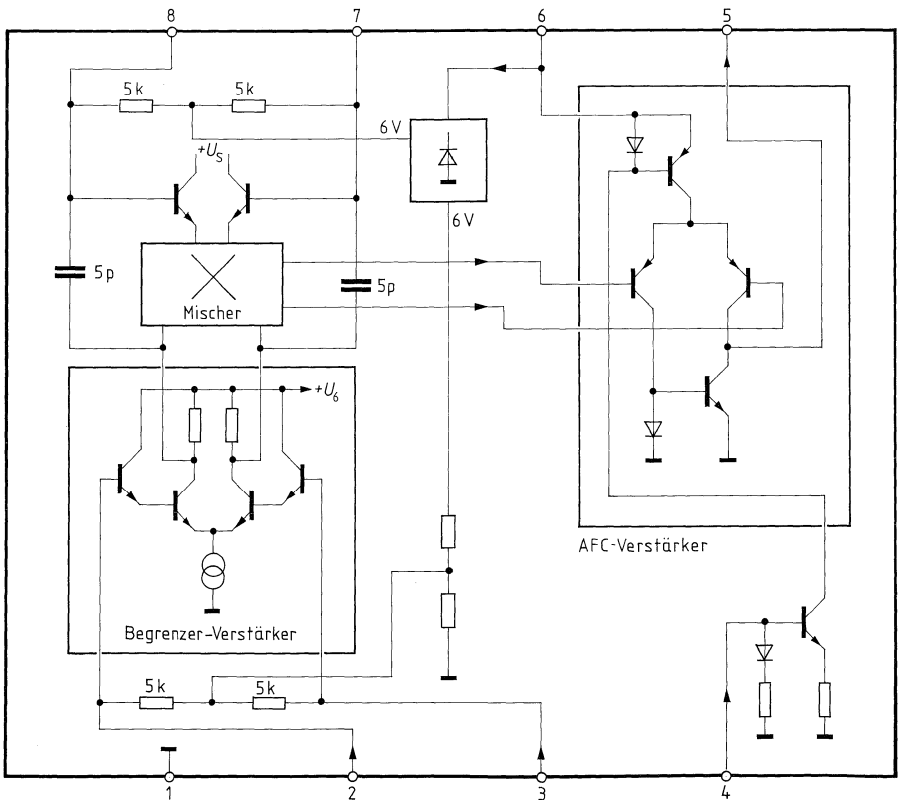 8 7 6 5
5k 5k
6V
+U_S
6V
5p 5p
Mischer
+U_6
AFC-Verstärker
Begrenzer-Verstärker
5k 5k
1 2 3 4